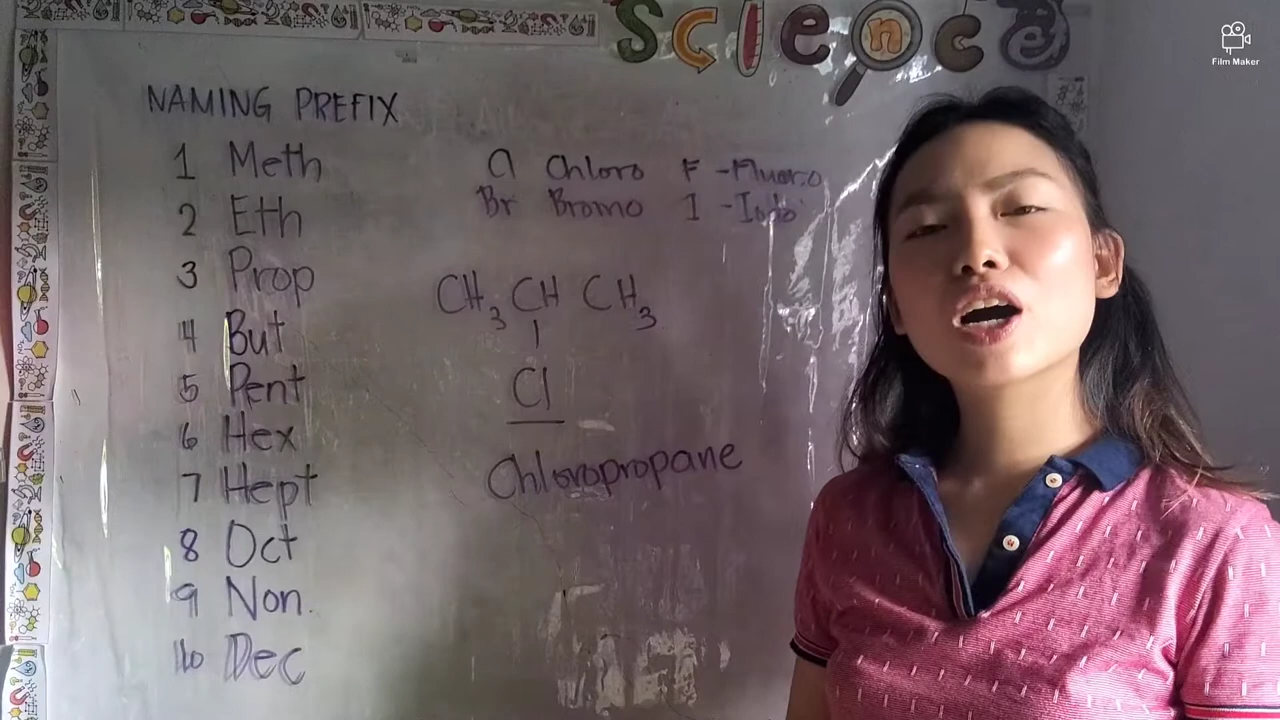 Science
Film Maker
NAMING PREFIX
1 Meth
2 Eth
3 Prop
4 But
5 Pent
6 Hex
7 Hept
8 Oct
9 Non.
10 Dec
Cl Chloro F - Fluoro
Br Bromo I - Iodo
CH3 CH CH3
Cl
Chloropropane